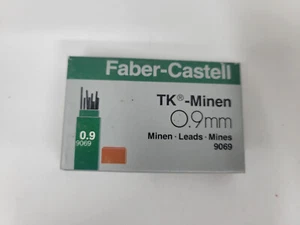 Faber-Castell
TK®-Minen
0.9mm
Minen · Leads · Mines
9069
0.9
9069